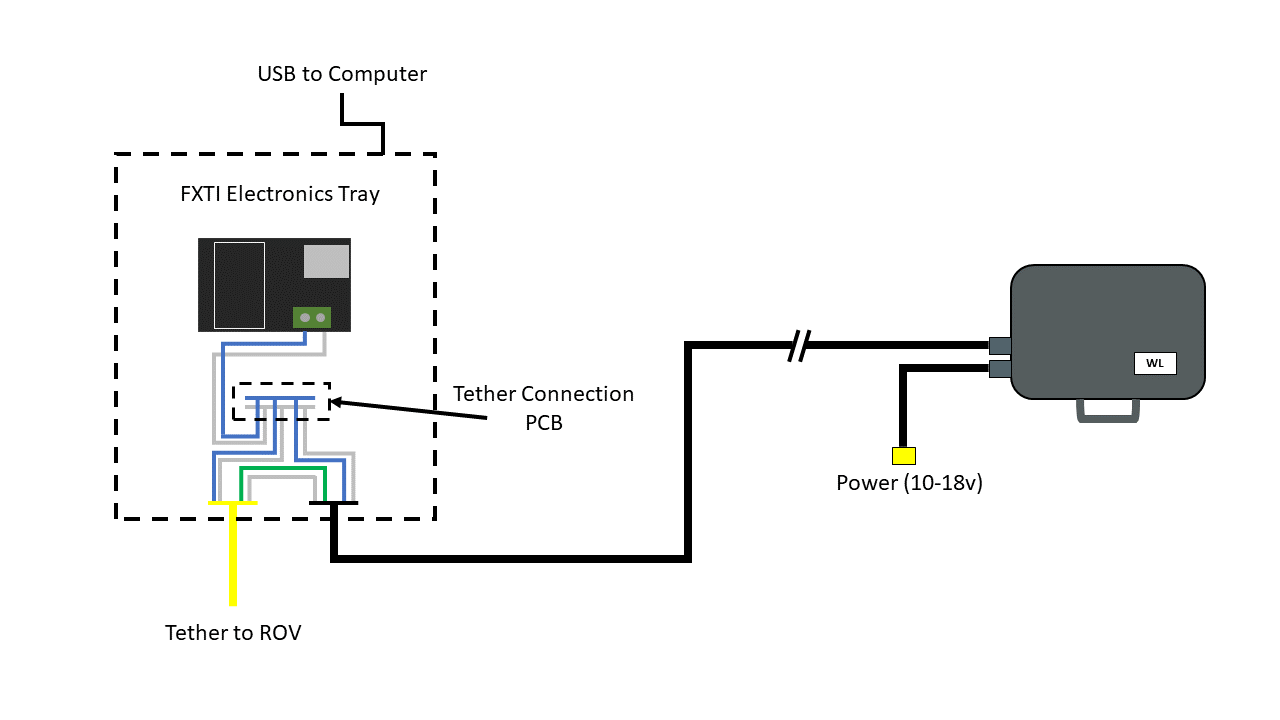 USB to Computer
FXTI Electronics Tray
Tether Connection
PCB
WL
Power (10-18v)
Tether to ROV